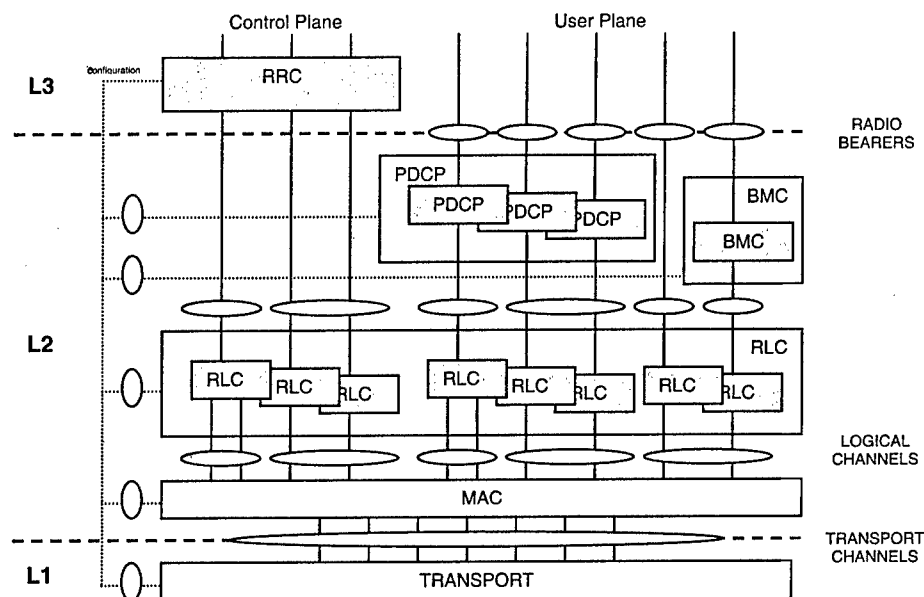 Control Plane
User Plane
configuration
RRC
L3
RADIO
BEARERS
PDCP
PDCP
PDCP
PDCP
BMC
BMC
L2
RLC
RLC
RLC
RLC
RLC
RLC
RLC
RLC
RLC
LOGICAL
CHANNELS
MAC
TRANSPORT
CHANNELS
L1
TRANSPORT